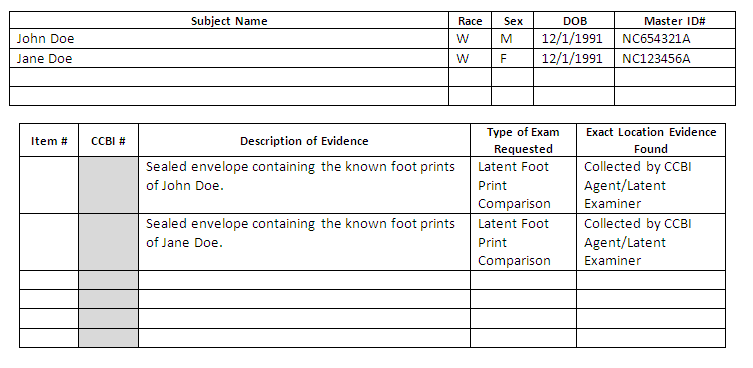 Subject Name Race Sex DOB Master ID#
John Doe W M 12/1/1991 NC654321A
Jane Doe W F 12/1/1991 NC123456A
Item # CCBI # Description of Evidence Type of Exam Requested Exact Location Evidence Found
Sealed envelope containing the known foot prints
of John Doe.
Latent Foot
Print
Comparison
Collected by CCBI
Agent/Latent
Examiner
Sealed envelope containing the known foot prints
of Jane Doe.
Latent Foot
Print
Comparison
Collected by CCBI
Agent/Latent
Examiner